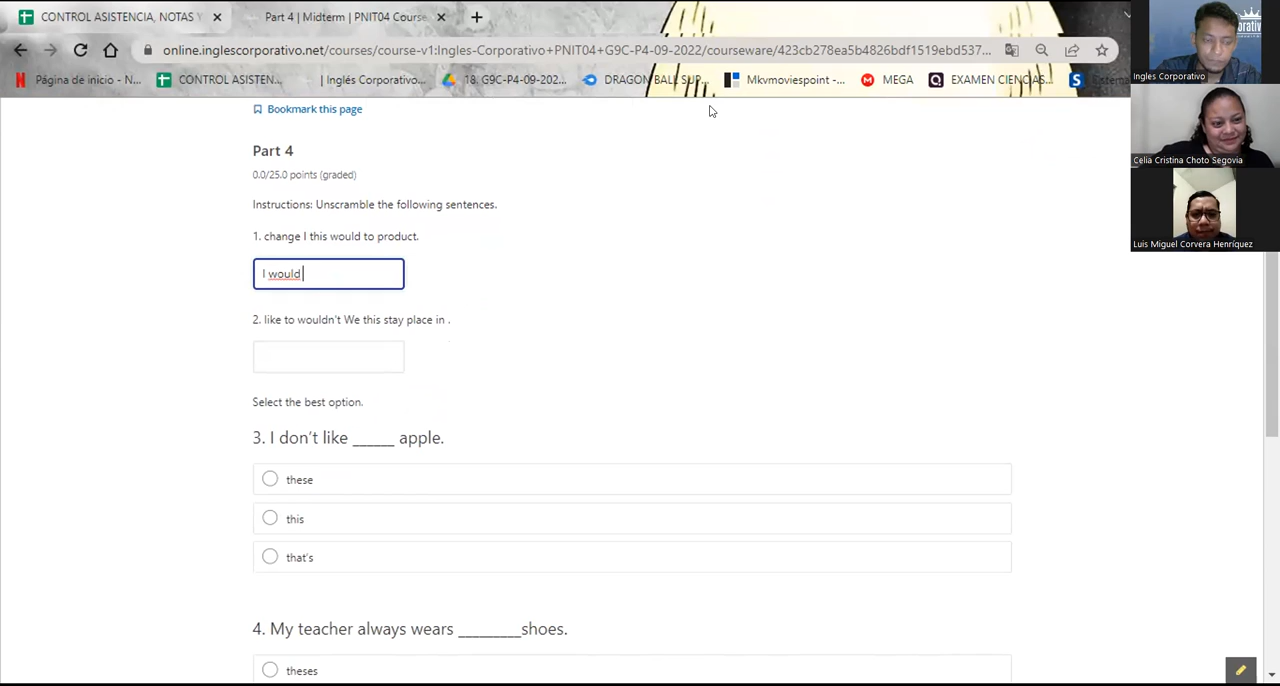 CONTROL ASISTENCIA, NOTAS Y
Part 4 | Midterm | PNIT04 Course
online.inglescorporativo.net/courses/course-v1:Ingles-Corporativo+PNIT04+G9C-P4-09-2022/courseware/423cb278ea5b4826bdf1519ebd537...
Página de inicio - N...
CONTROL ASISTEN...
| Inglés Corporativo...
18. G9C-P4-09-202...
DRAGON BALL SUP...
Mkvmoviespoint -...
MEGA
EXAMEN CIENCIAS...
Ingles Corporativo
Celia Cristina Choto Segovia
Luis Miguel Corvera Henríquez
Bookmark this page
Part 4
0.0/25.0 points (graded)
Instructions: Unscramble the following sentences.
1. change I this would to product.
I would
2. like to wouldn't We this stay place in .
Select the best option.
3. I don't like ______ apple.
these
this
that's
4. My teacher always wears _________shoes.
theses